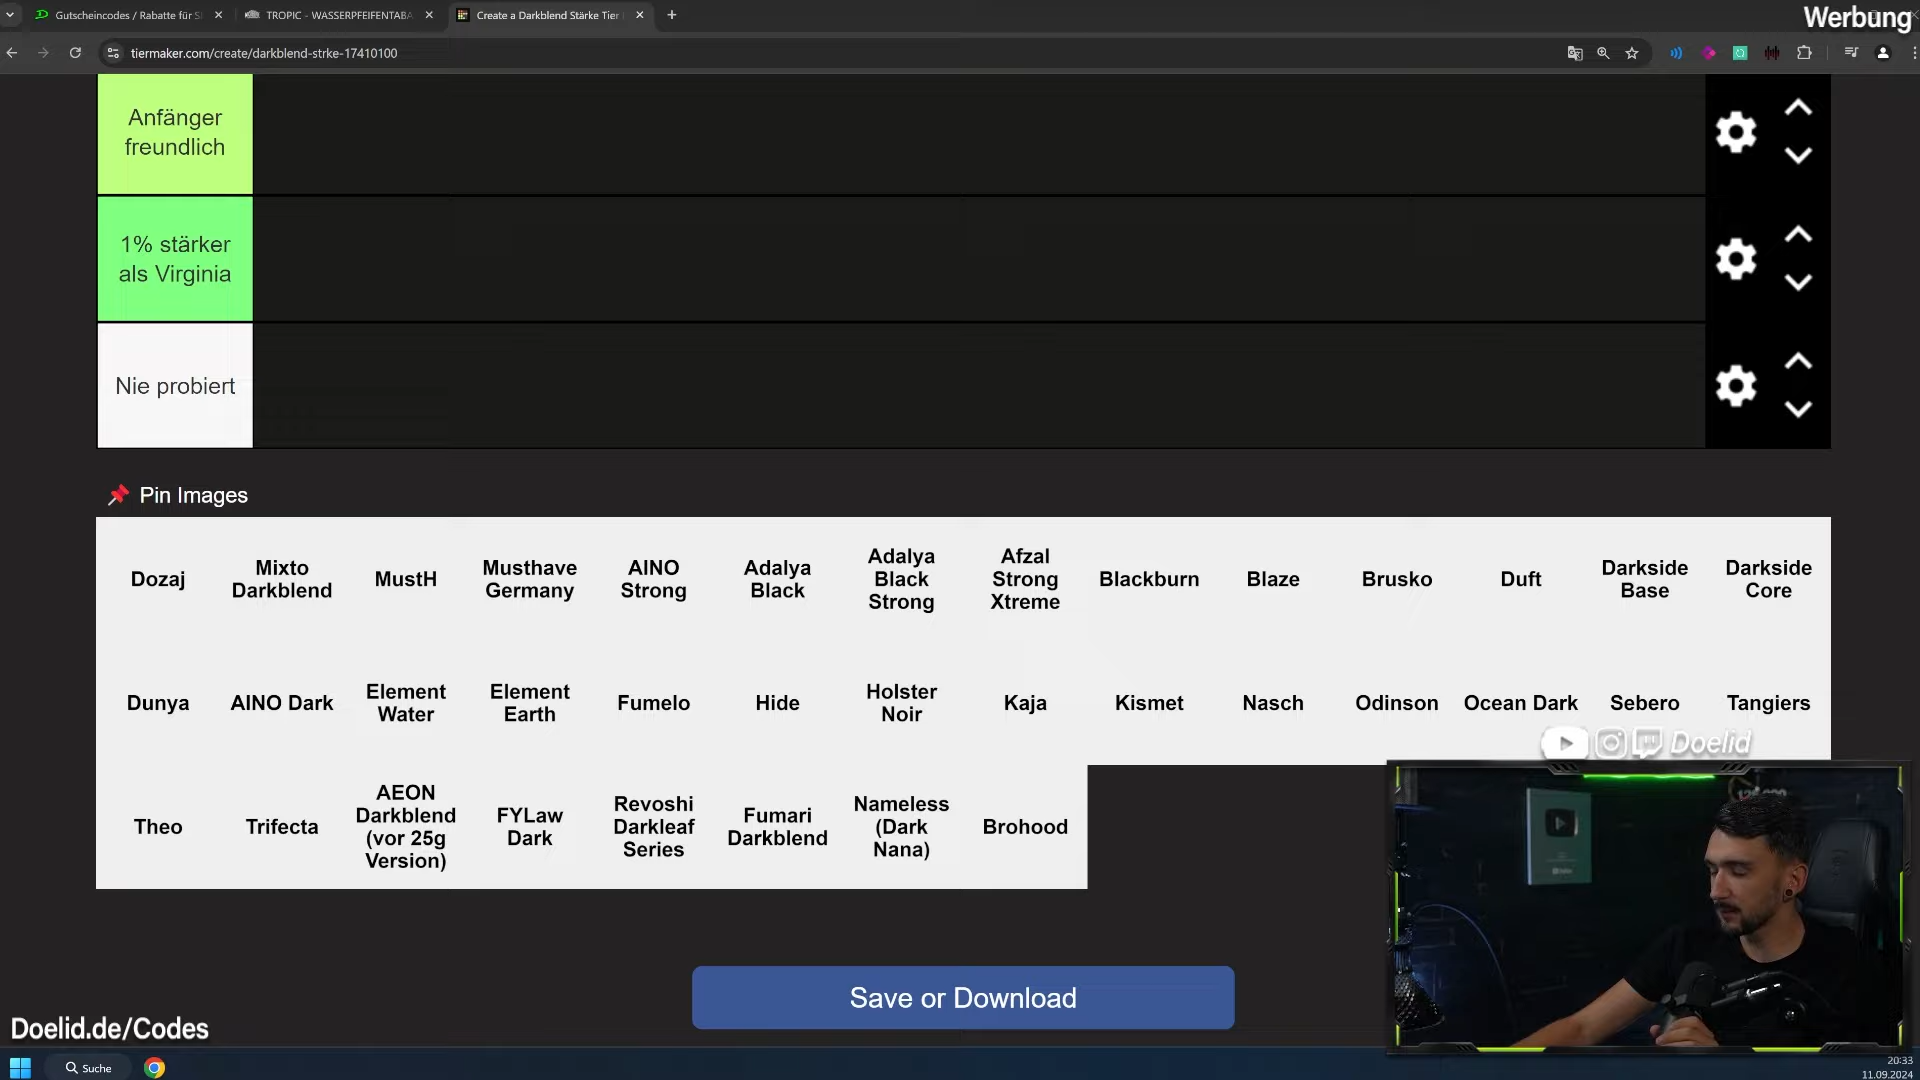 Gutscheincodes / Rabatte für S
TROPIC - WASSERPFEIFENTABA
Create a Darkblend Stärke Tier
Werbung
tiermaker.com/create/darkblend-strke-17410100
Anfänger
freundlich
1% stärker
als Virginia
Nie probiert
Pin Images
Dozaj
Mixto
Darkblend
MustH
Musthave
Germany
AINO
Strong
Adalya
Black
Adalya
Black
Strong
Afzal
Strong
Xtreme
Blackburn
Blaze
Brusko
Duft
Darkside
Base
Darkside
Core
Dunya
AINO Dark
Element
Water
Element
Earth
Fumelo
Hide
Holster
Noir
Kaja
Kismet
Nasch
Odinson
Ocean Dark
Sebero
Tangiers
Doelid
Theo
Trifecta
AEON
Darkblend
(vor 25g
Version)
FYLaw
Dark
Revoshi
Darkleaf
Series
Fumari
Darkblend
Nameless
(Dark
Nana)
Brohood
Save or Download
Doelid.de/Codes
Suche
20:33
11.09.2024